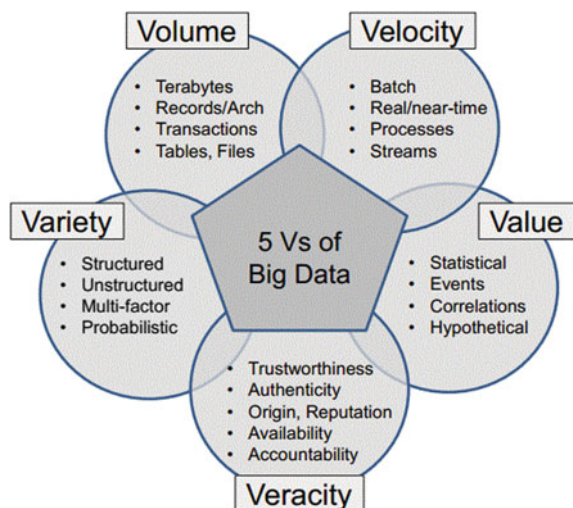 Volume
• Terabytes
• Records/Arch
• Transactions
• Tables, Files
Velocity
• Batch
• Real/near-time
• Processes
• Streams
Variety
• Structured
• Unstructured
• Multi-factor
• Probabilistic
5 Vs of
Big Data
Value
• Statistical
• Events
• Correlations
• Hypothetical
• Trustworthiness
• Authenticity
• Origin, Reputation
• Availability
• Accountability
Veracity